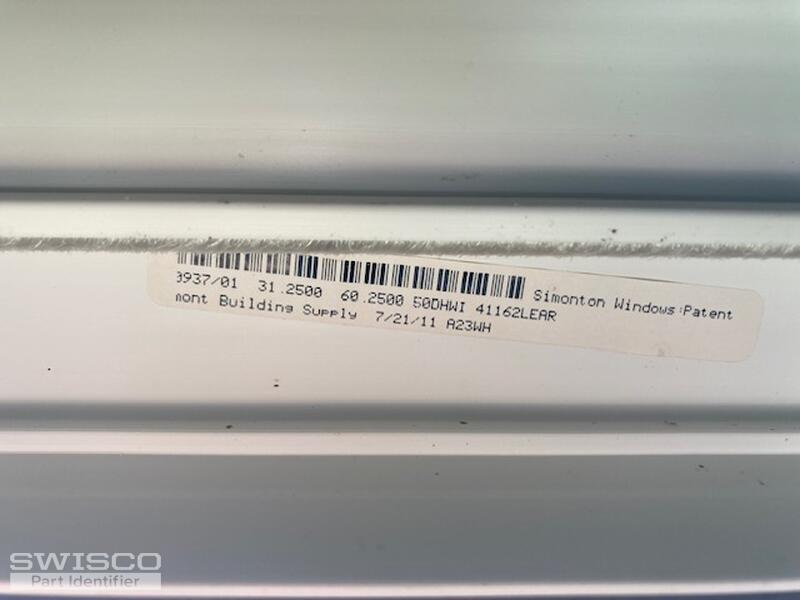 Simonton Windows:Patent
3937/01 31.2500 60.2500 50DHWI 41162LEAR
mont Building Supply 7/21/11 A23WH
SWISCO
Part Identifier